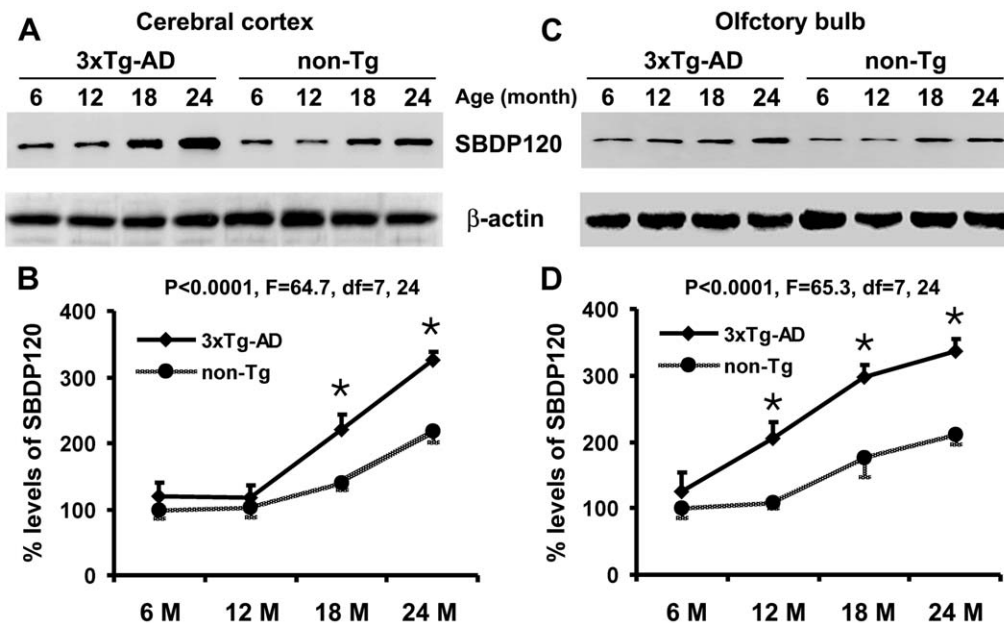 A
Cerebral cortex
3xTg-AD non-Tg
6 12 18 24 6 12 18 24
Age (month)
SBDP120
β-actin
C
Olfctory bulb
3xTg-AD non-Tg
6 12 18 24 6 12 18 24
B
P<0.0001, F=64.7, df=7, 24
% levels of SBDP120
400
300
200
100
0
3xTg-AD
non-Tg
*
*
6 M 12 M 18 M 24 M
D
P<0.0001, F=65.3, df=7, 24
% levels of SBDP120
400
300
200
100
0
3xTg-AD
non-Tg
*
*
*
6 M 12 M 18 M 24 M